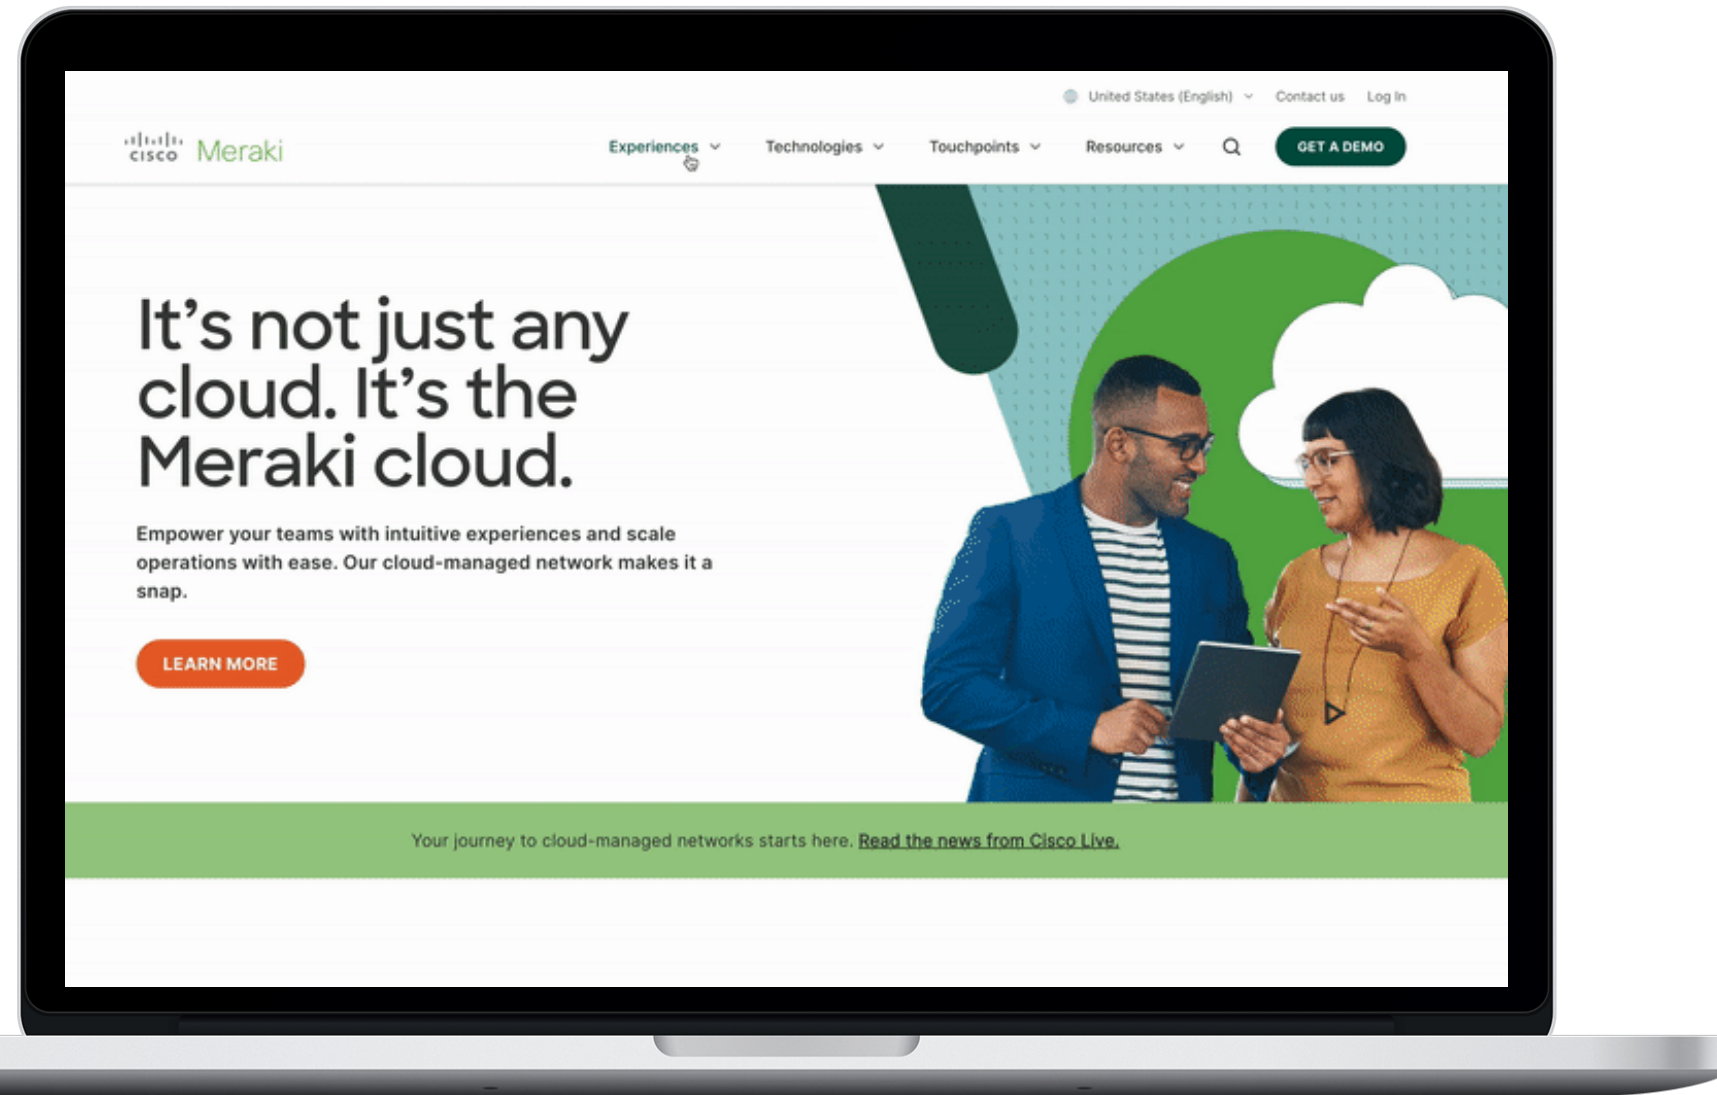 United States (English) Contact us Log In
CISCO Meraki Experiences Technologies Touchpoints Resources GET A DEMO
It's not just any
cloud. It's the
Meraki cloud.
Empower your teams with intuitive experiences and scale
operations with ease. Our cloud-managed network makes it a
snap.
LEARN MORE
Your journey to cloud-managed networks starts here. Read the news from Cisco Live.